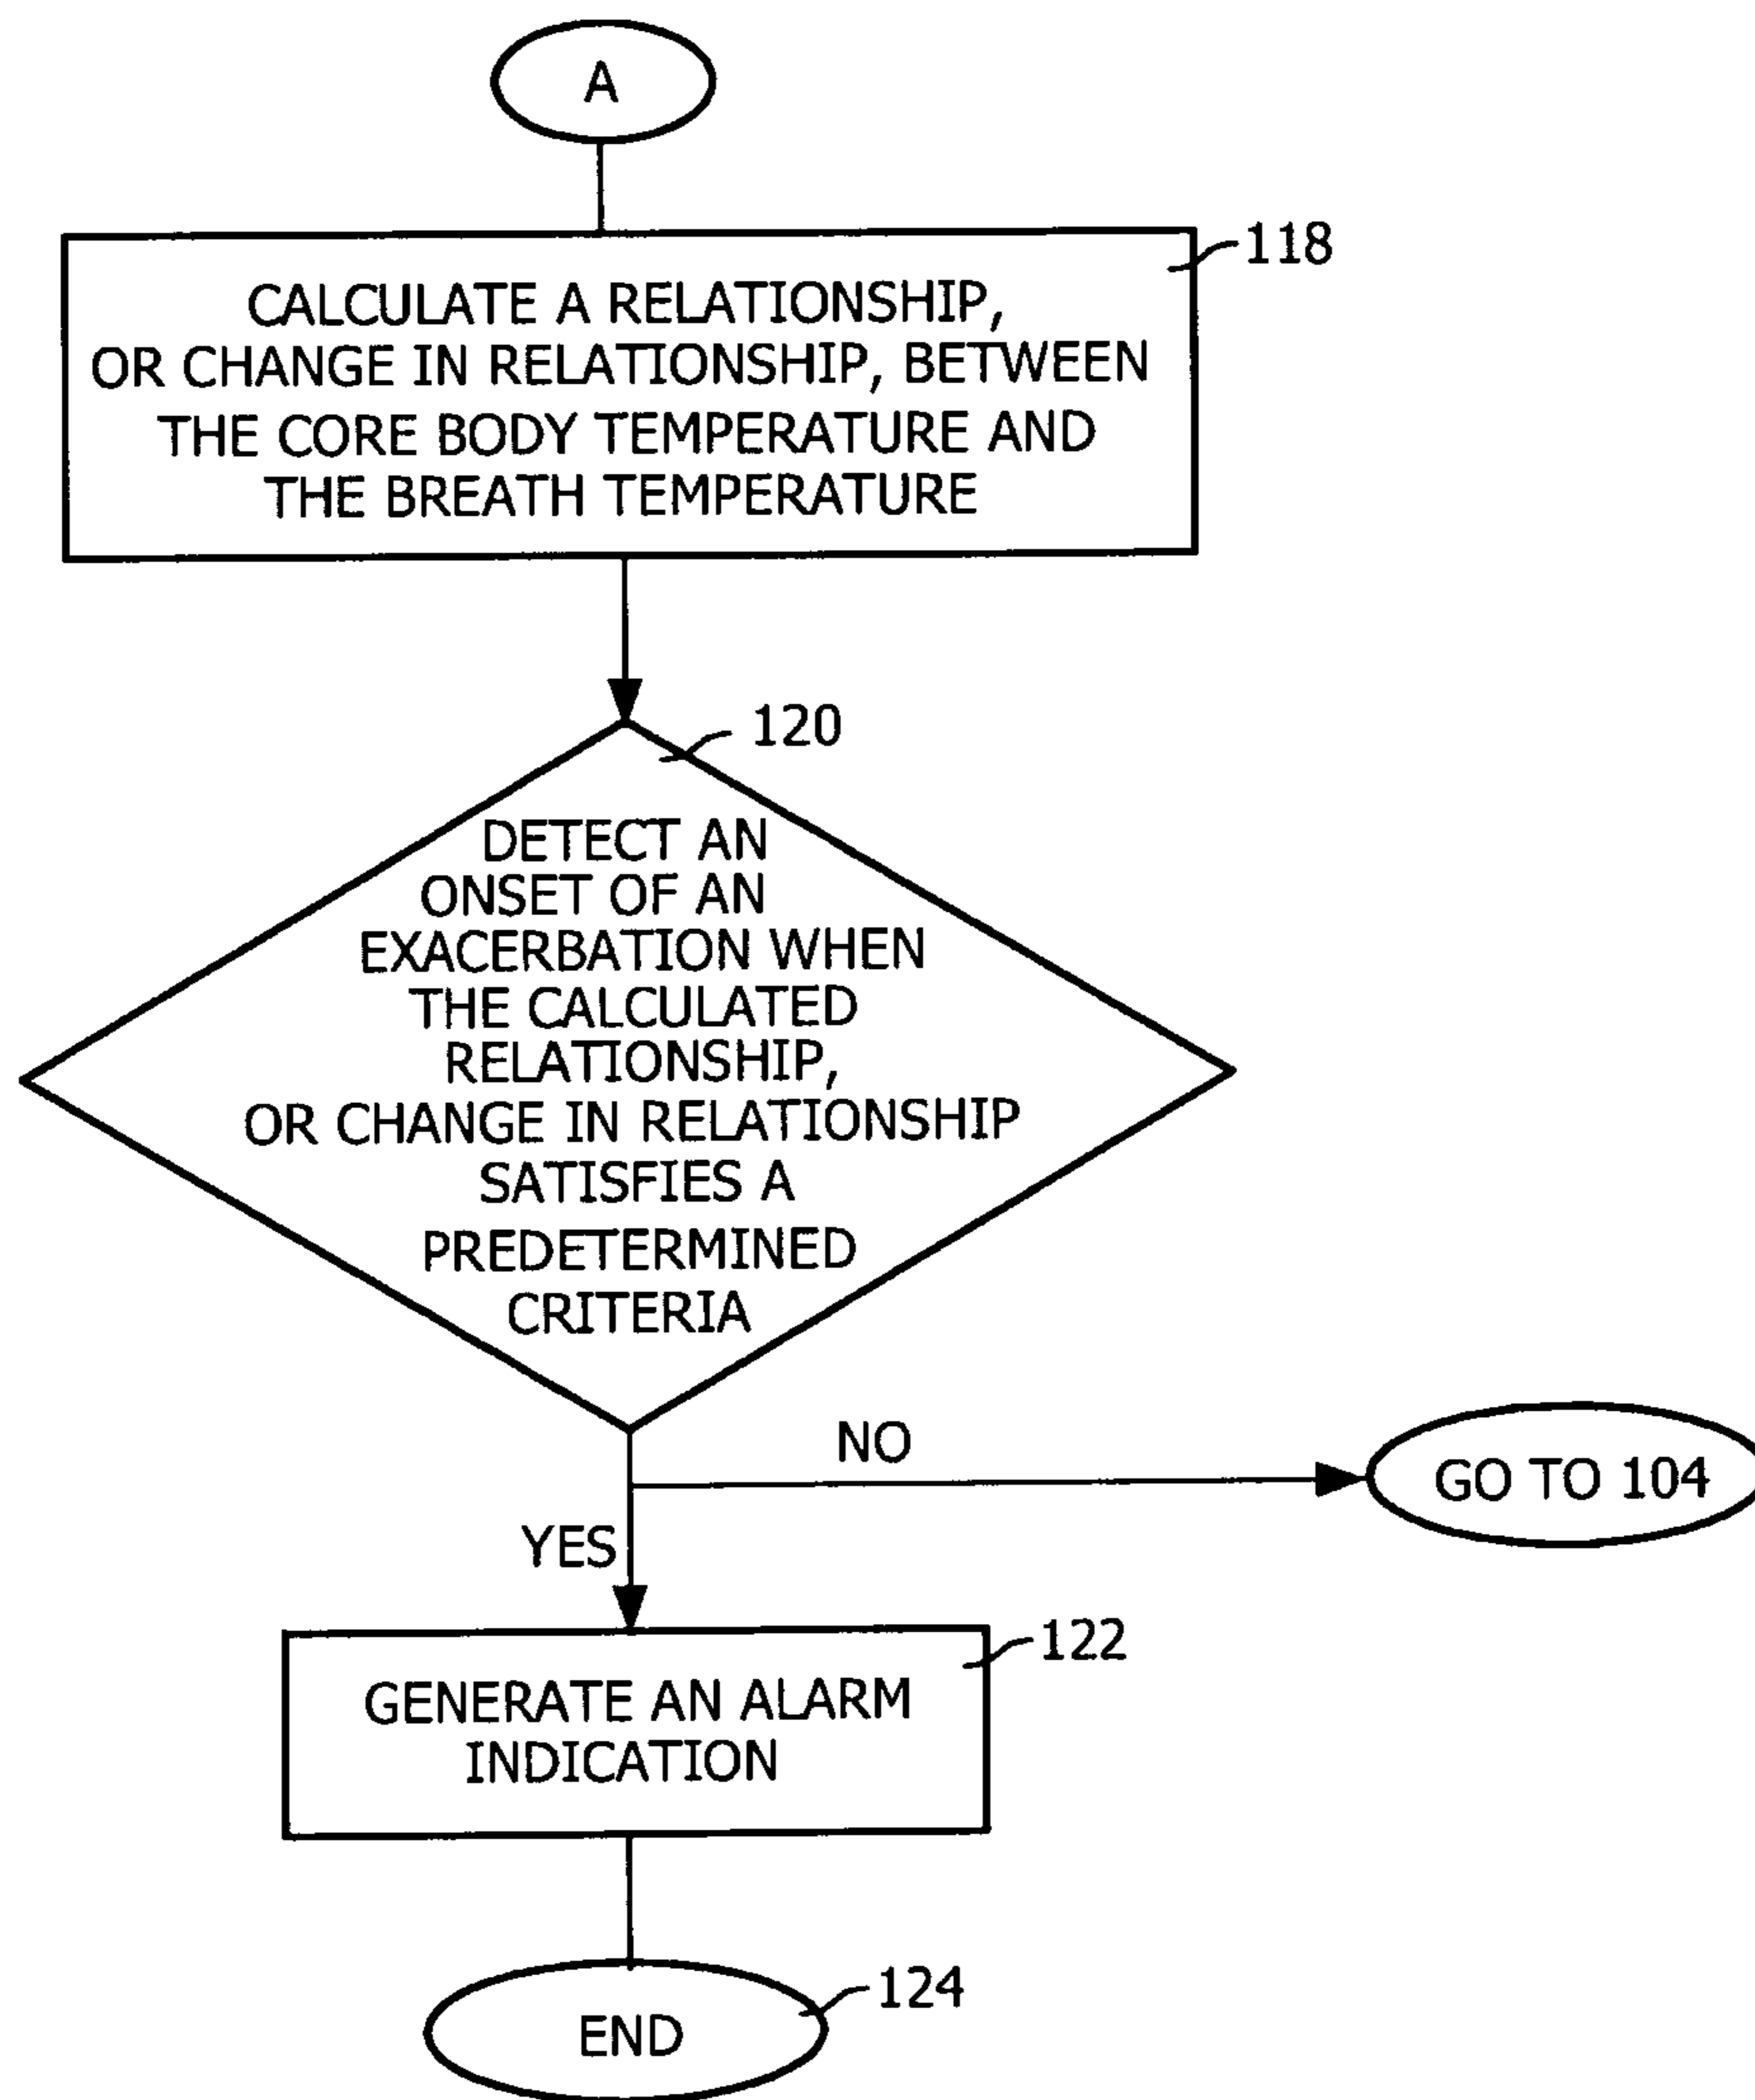 A
118
CALCULATE A RELATIONSHIP,
OR CHANGE IN RELATIONSHIP, BETWEEN
THE CORE BODY TEMPERATURE AND
THE BREATH TEMPERATURE
120
DETECT AN
ONSET OF AN
EXACERBATION WHEN
THE CALCULATED
RELATIONSHIP,
OR CHANGE IN RELATIONSHIP
SATISFIES A
PREDETERMINED
CRITERIA
NO
GO TO 104
YES
122
GENERATE AN ALARM
INDICATION
124
END